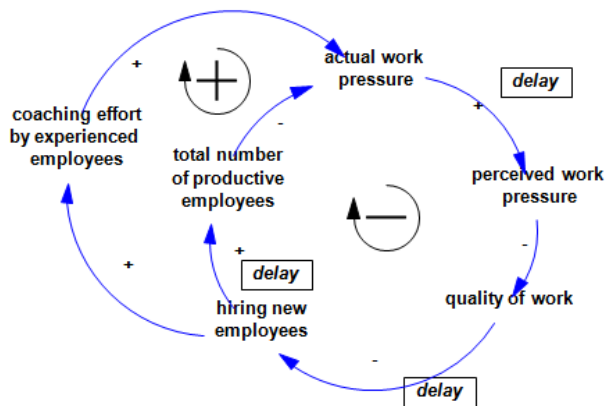 actual work
pressure
+
delay
+
coaching effort
by experienced
employees
-
total number
of productive
employees
perceived work
pressure
-
+
+
delay
quality of work
hiring new
employees
-
delay